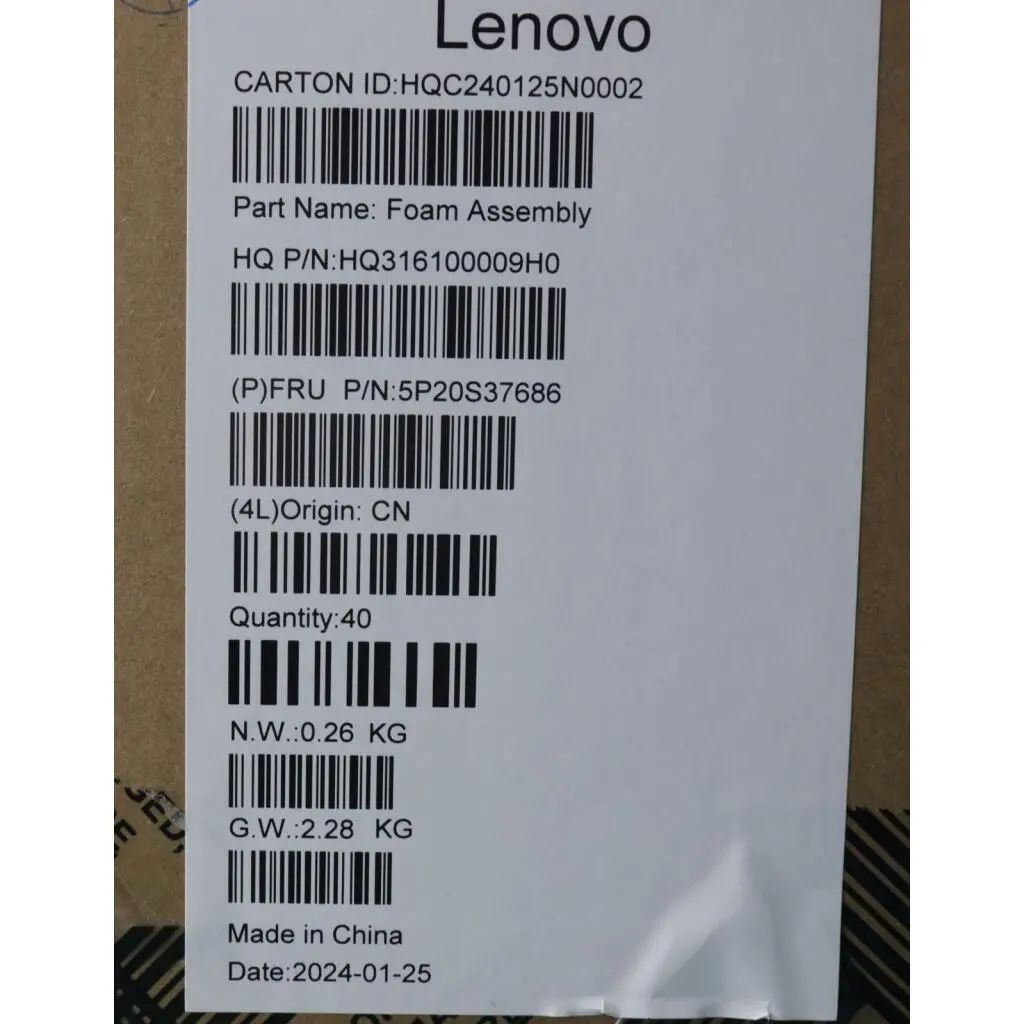 Lenovo
CARTON ID:HQC240125N0002
Part Name: Foam Assembly
HQ P/N:HQ316100009H0
(P)FRU P/N:5P20S37686
(4L)Origin: CN
Quantity:40
N.W.:0.26 KG
G.W.:2.28 KG
Made in China
Date:2024-01-25